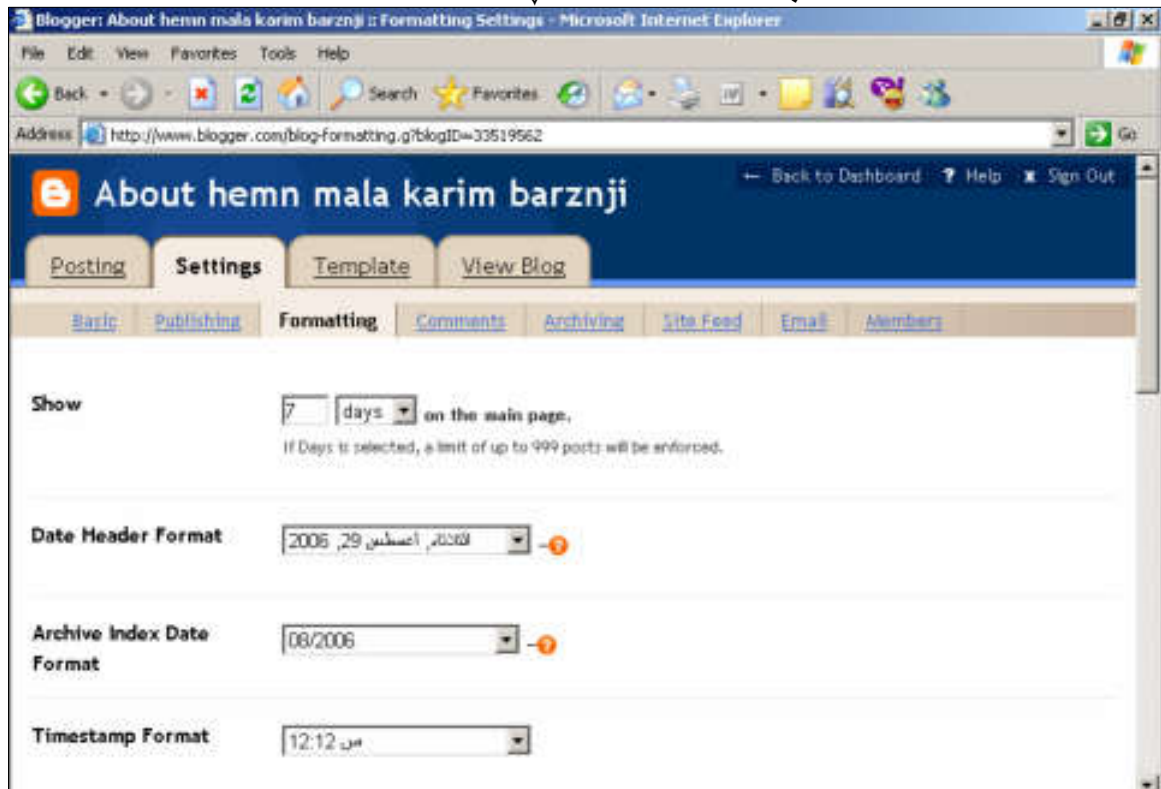 Blogger: About hemn mala karim barznji :: Formatting Settings - Microsoft Internet Explorer
File Edit View Favorites Tools Help
Back Search Favorites
Address http://www.blogger.com/blog-formatting.g?blogID=33519562 Go
About hemn mala karim barznji
← Back to Dashboard ? Help x Sign Out
Posting Settings Template View Blog
Basic Publishing Formatting Comments Archiving Site Feed Email Members
Show 7 days on the main page.
If Days is selected, a limit of up to 999 posts will be enforced.
Date Header Format الثلاثاء, أغسطس 29, 2006
Archive Index Date Format 08/2006
Timestamp Format 12:12 ص